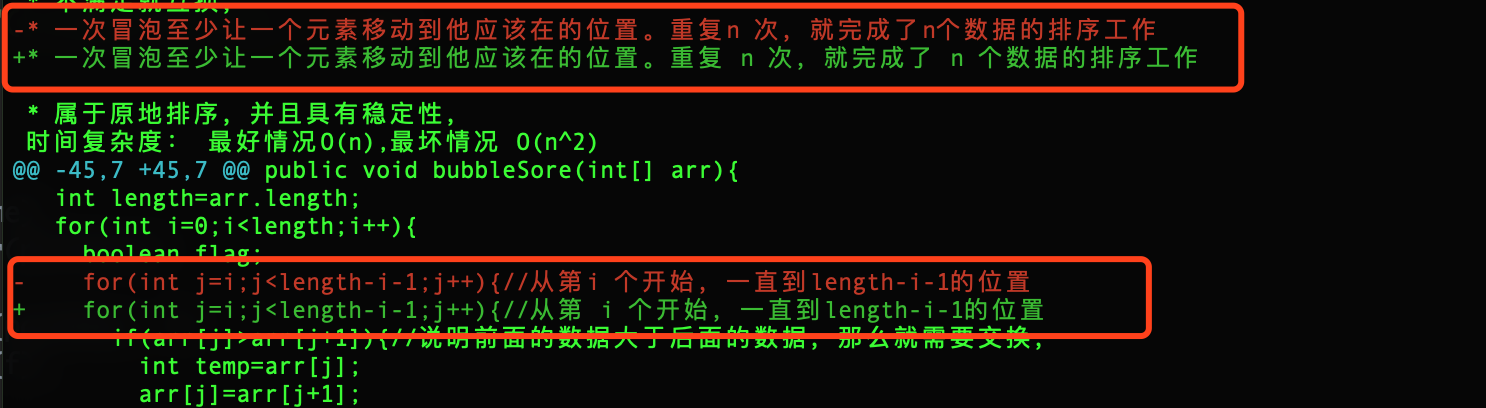 * 不满足就互换，
-* 一次冒泡至少让一个元素移动到他应该在的位置。重复n 次，就完成了n个数据的排序工作
+* 一次冒泡至少让一个元素移动到他应该在的位置。重复 n 次，就完成了 n 个数据的排序工作
* 属于原地排序，并且具有稳定性，
时间复杂度： 最好情况O(n),最坏情况 O(n^2)
@@ -45,7 +45,7 @@ public void bubbleSore(int[] arr){
int length=arr.length;
for(int i=0;i<length;i++){
boolean flag;
- for(int j=i;j<length-i-1;j++){//从第i 个开始，一直到length-i-1的位置
+ for(int j=i;j<length-i-1;j++){//从第 i 个开始，一直到length-i-1的位置
if(arr[j]>arr[j+1]){//说明前面的数据大于后面的数据，那么就需要交换，
int temp=arr[j];
arr[j]=arr[j+1];